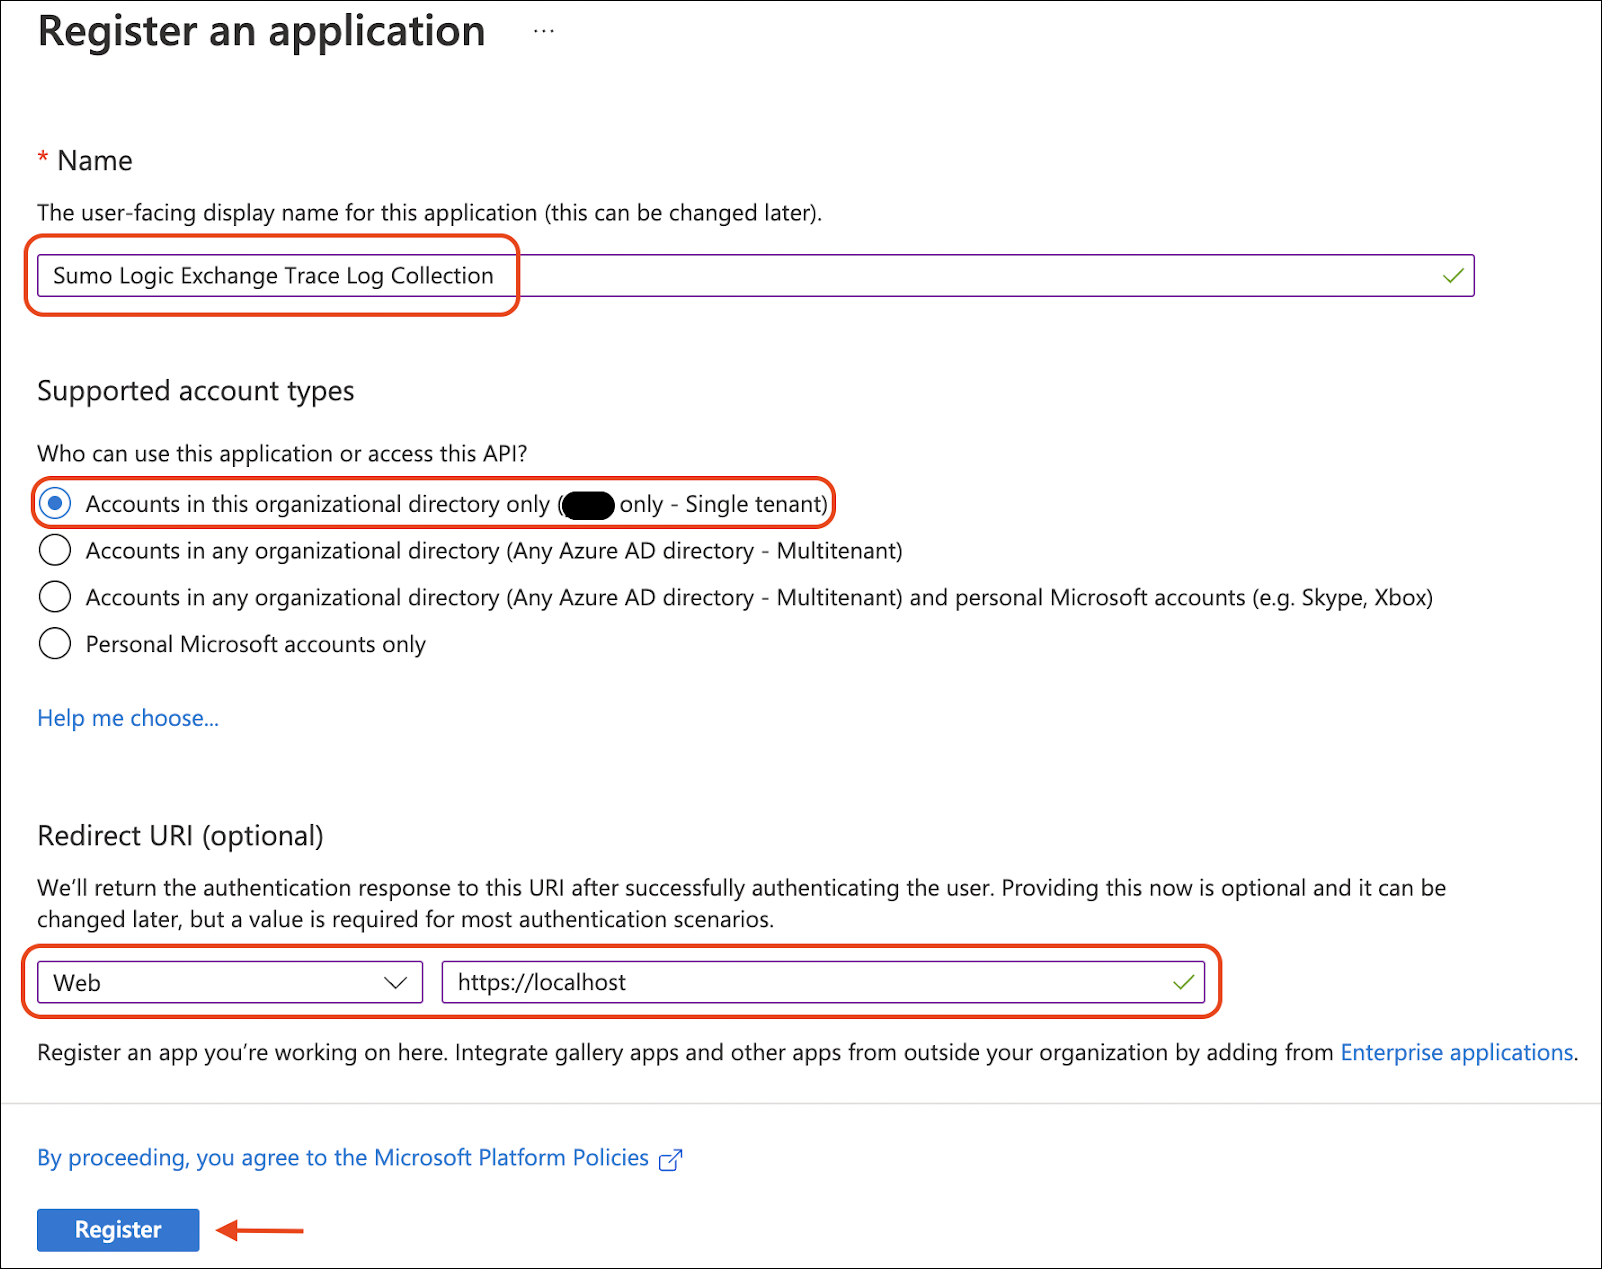 Register an application ...
* Name
The user-facing display name for this application (this can be changed later).
Sumo Logic Exchange Trace Log Collection
Supported account types
Who can use this application or access this API?
Accounts in this organizational directory only ( only - Single tenant)
Accounts in any organizational directory (Any Azure AD directory - Multitenant)
Accounts in any organizational directory (Any Azure AD directory - Multitenant) and personal Microsoft accounts (e.g. Skype, Xbox)
Personal Microsoft accounts only
Help me choose...
Redirect URI (optional)
We’ll return the authentication response to this URI after successfully authenticating the user. Providing this now is optional and it can be
changed later, but a value is required for most authentication scenarios.
Web https://localhost
Register an app you’re working on here. Integrate gallery apps and other apps from outside your organization by adding from Enterprise applications.
By proceeding, you agree to the Microsoft Platform Policies
Register